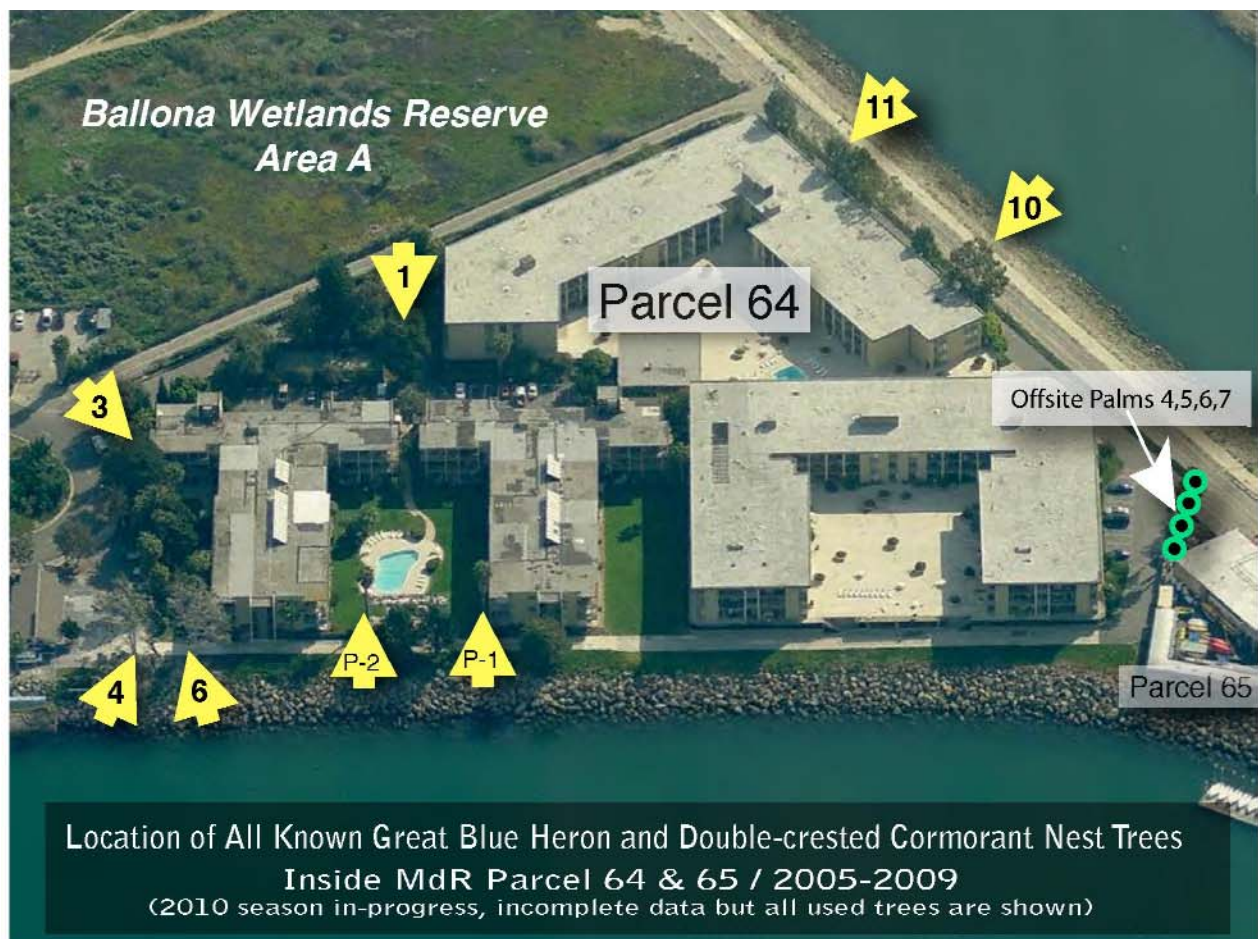 Ballona Wetlands Reserve
Area A
11
10
1
Parcel 64
3
Offsite Palms 4,5,6,7
P-2
P-1
4
6
Parcel 65
Location of All Known Great Blue Heron and Double-crested Cormorant Nest Trees
Inside MdR Parcel 64 & 65 / 2005-2009
(2010 season in-progress, incomplete data but all used trees are shown)